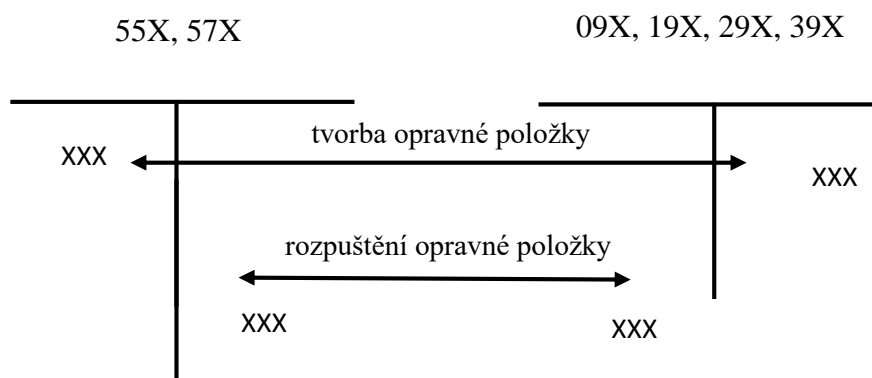 55X, 57X
09X, 19X, 29X, 39X
tvorba opravné položky
XXX
XXX
rozpuštění opravné položky
XXX
XXX